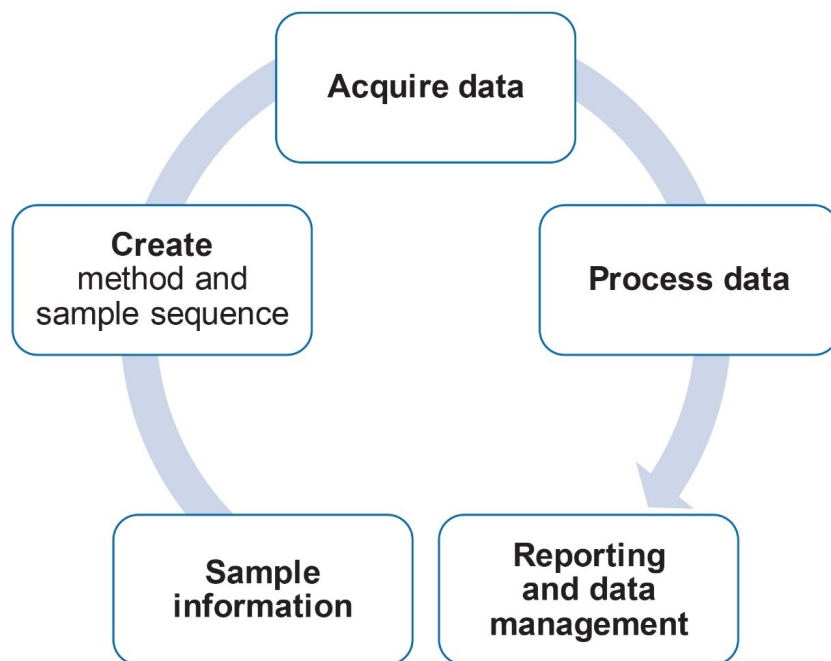 Acquire data
Create
method and
sample sequence
Process data
Sample
information
Reporting
and data
management